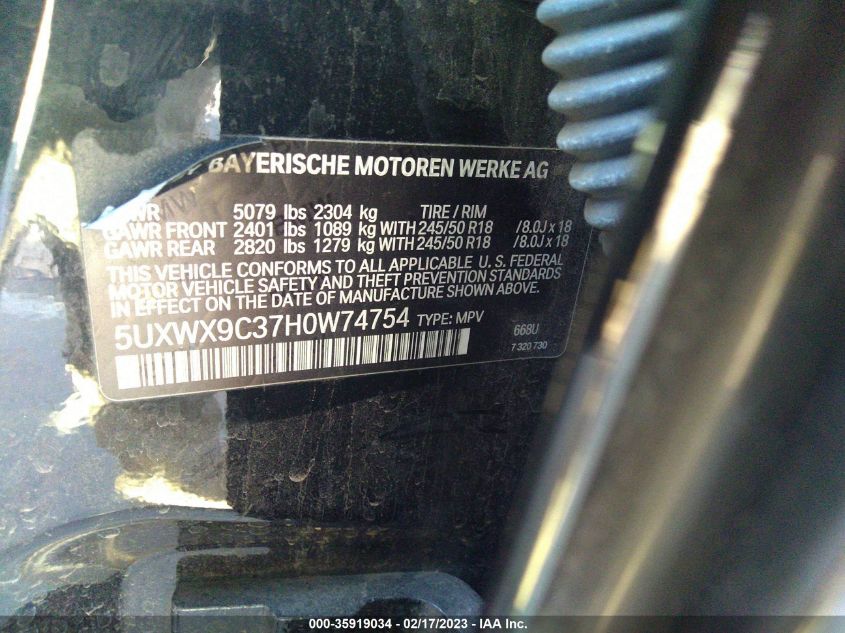 BAYERISCHE MOTOREN WERKE AG
5079 lbs 2304 kg TIRE / RIM
GAWR FRONT 2401 lbs 1089 kg WITH 245/50 R18 /8.0J x 18
GAWR REAR 2820 lbs 1279 kg WITH 245/50 R18 /8.0J x 18
THIS VEHICLE CONFORMS TO ALL APPLICABLE U. S. FEDERAL
MOTOR VEHICLE SAFETY AND THEFT PREVENTION STANDARDS
IN EFFECT ON THE DATE OF MANUFACTURE SHOWN ABOVE.
5UXWX9C37H0W74754 TYPE: MPV
668U
7 320 730
000-35919034 - 02/17/2023 - IAA Inc.